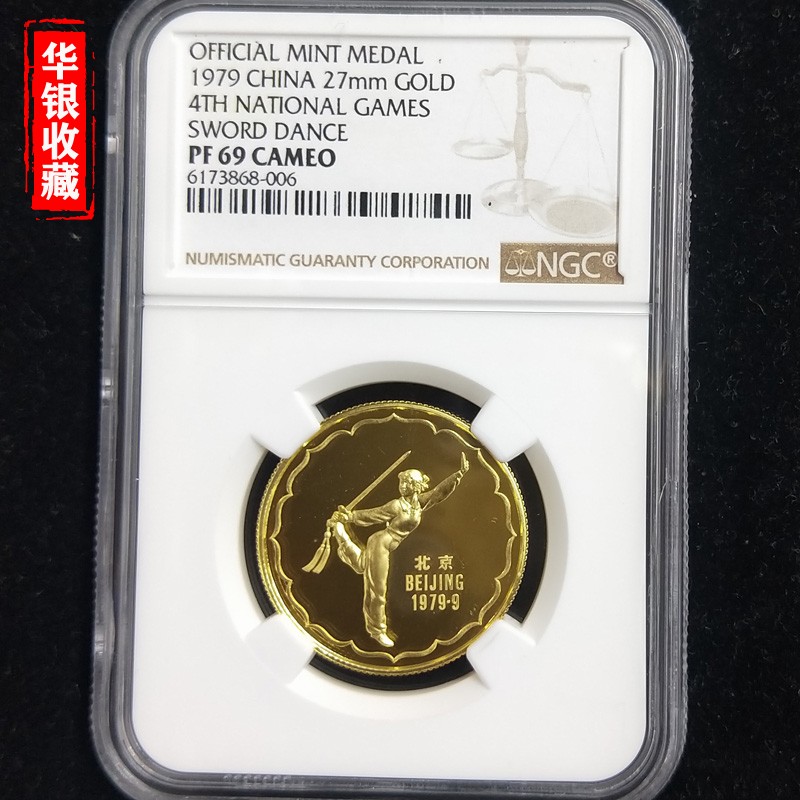 华银收藏
OFFICIAL MINT MEDAL
1979 CHINA 27mm GOLD
4TH NATIONAL GAMES
SWORD DANCE
PF 69 CAMEO
6173868-006
NUMISMATIC GUARANTY CORPORATION
NGC®
北京
BEIJING
1979·9